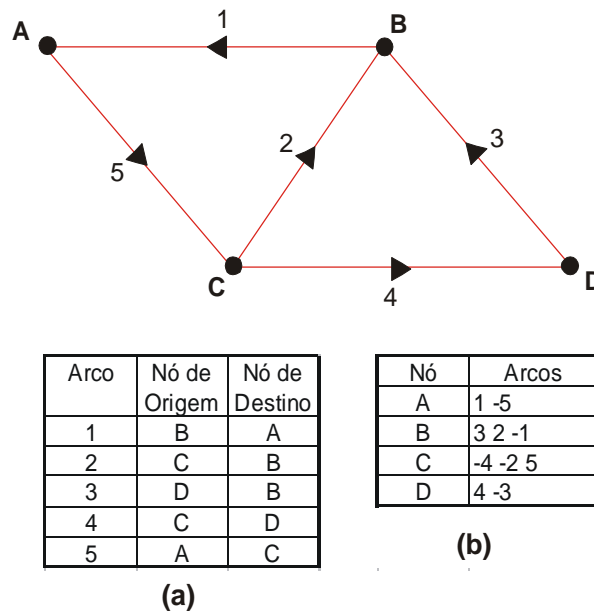 1
A B
2 3
5
C 4 D
Arco Nó de Nó de
Origem Destino
1 B A
2 C B
3 D B
4 C D
5 A C
(a)
Nó Arcos
A 1 -5
B 3 2 -1
C -4 -2 5
D 4 -3
(b)